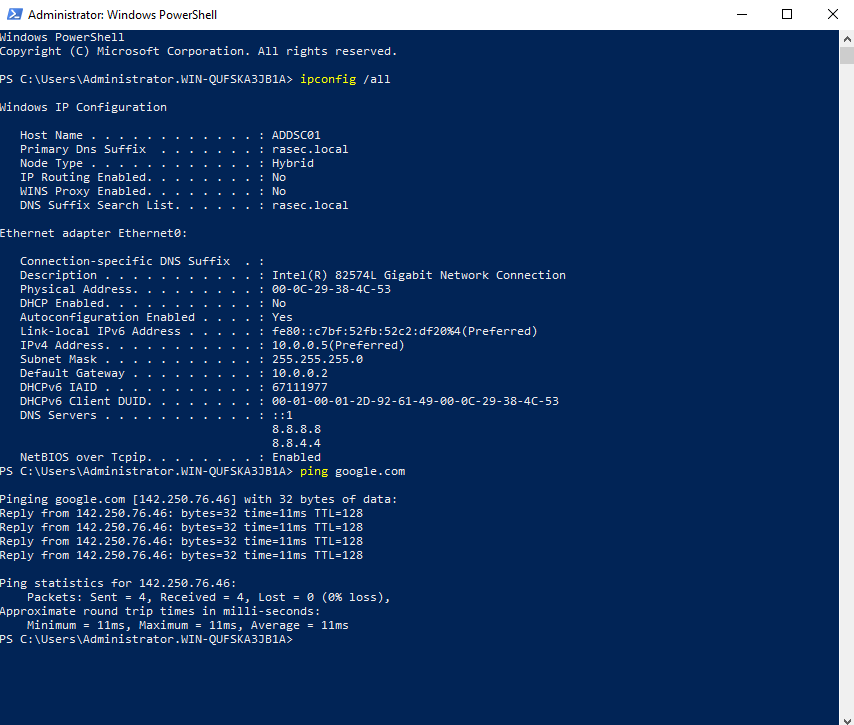 Administrator: Windows PowerShell
Windows PowerShell
Copyright (C) Microsoft Corporation. All rights reserved.
PS C:\Users\Administrator.WIN-QUFSKA3JB1A> ipconfig /all
Windows IP Configuration
Host Name . . . . . . . . . . . . : ADDSC01
Primary Dns Suffix  . . . . . . . : rasec.local
Node Type . . . . . . . . . . . . : Hybrid
IP Routing Enabled. . . . . . . . : No
WINS Proxy Enabled. . . . . . . . : No
DNS Suffix Search List. . . . . . : rasec.local
Ethernet adapter Ethernet0:
Connection-specific DNS Suffix  . :
Description . . . . . . . . . . . : Intel(R) 82574L Gigabit Network Connection
Physical Address. . . . . . . . . : 00-0C-29-38-4C-53
DHCP Enabled. . . . . . . . . . . : No
Autoconfiguration Enabled . . . . : Yes
Link-local IPv6 Address . . . . . : fe80::c7bf:52fb:52c2:df20%4(Preferred)
IPv4 Address. . . . . . . . . . . : 10.0.0.5(Preferred)
Subnet Mask . . . . . . . . . . . : 255.255.255.0
Default Gateway . . . . . . . . . : 10.0.0.2
DHCPv6 IAID . . . . . . . . . . . : 67111977
DHCPv6 Client DUID. . . . . . . . : 00-01-00-01-2D-92-61-49-00-0C-29-38-4C-53
DNS Servers . . . . . . . . . . . : ::1
8.8.8.8
8.8.4.4
NetBIOS over Tcpip. . . . . . . . : Enabled
PS C:\Users\Administrator.WIN-QUFSKA3JB1A> ping google.com
Pinging google.com [142.250.76.46] with 32 bytes of data:
Reply from 142.250.76.46: bytes=32 time=11ms TTL=128
Reply from 142.250.76.46: bytes=32 time=11ms TTL=128
Reply from 142.250.76.46: bytes=32 time=11ms TTL=128
Reply from 142.250.76.46: bytes=32 time=11ms TTL=128
Ping statistics for 142.250.76.46:
Packets: Sent = 4, Received = 4, Lost = 0 (0% loss),
Approximate round trip times in milli-seconds:
Minimum = 11ms, Maximum = 11ms, Average = 11ms
PS C:\Users\Administrator.WIN-QUFSKA3JB1A>